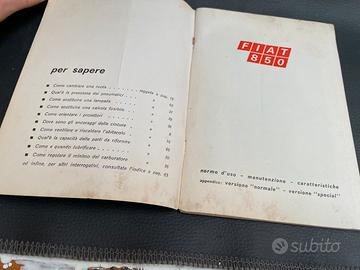 per sapere
Come cambiare una ruota
Qual'è la pressione dei pneumatici
Come sostituire una lampada
Come sostituire una valvola fusibile
Come orientare i proiettori
Dove sono gli ancoraggi delle cinture
Come ventilare e riscaldare l'abitacolo
Qual'è la capacità delle parti da rifornire
Come e quando lubrificare
Come regolare il minimo del carburatore
ed infine, per altri interrogativi, consultate l'indice a pag. 63
FIAT
850
norme d'uso - manutenzione - caratteristiche
appendice: versione "normale" - versione "special"
subito